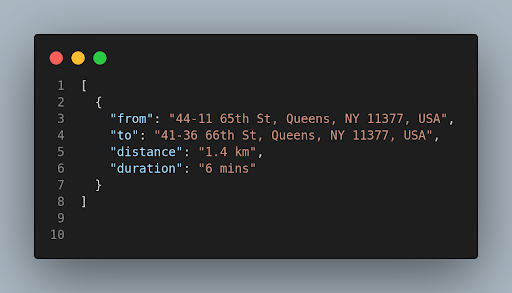 1 [
2   {
3     "from": "44-11 65th St, Queens, NY 11377, USA",
4     "to": "41-36 66th St, Queens, NY 11377, USA",
5     "distance": "1.4 km",
6     "duration": "6 mins"
7   }
8 ]
9
10